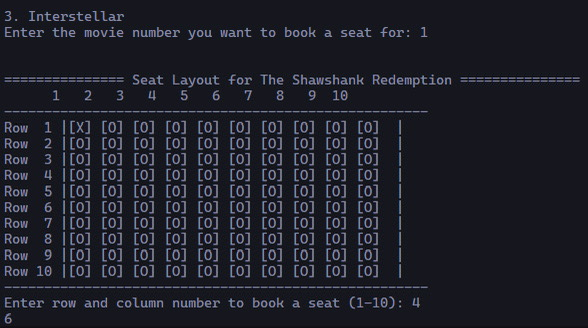 3. Interstellar
Enter the movie number you want to book a seat for: 1
=============== Seat Layout for The Shawshank Redemption ===============
      1   2   3   4   5   6   7   8   9  10
-----------------------------------------------------
Row  1 |[X] [O] [O] [O] [O] [O] [O] [O] [O] [O]  |
Row  2 |[O] [O] [O] [O] [O] [O] [O] [O] [O] [O]  |
Row  3 |[O] [O] [O] [O] [O] [O] [O] [O] [O] [O]  |
Row  4 |[O] [O] [O] [O] [O] [O] [O] [O] [O] [O]  |
Row  5 |[O] [O] [O] [O] [O] [O] [O] [O] [O] [O]  |
Row  6 |[O] [O] [O] [O] [O] [O] [O] [O] [O] [O]  |
Row  7 |[O] [O] [O] [O] [O] [O] [O] [O] [O] [O]  |
Row  8 |[O] [O] [O] [O] [O] [O] [O] [O] [O] [O]  |
Row  9 |[O] [O] [O] [O] [O] [O] [O] [O] [O] [O]  |
Row 10 |[O] [O] [O] [O] [O] [O] [O] [O] [O] [O]  |
-----------------------------------------------------
Enter row and column number to book a seat (1-10): 4
6